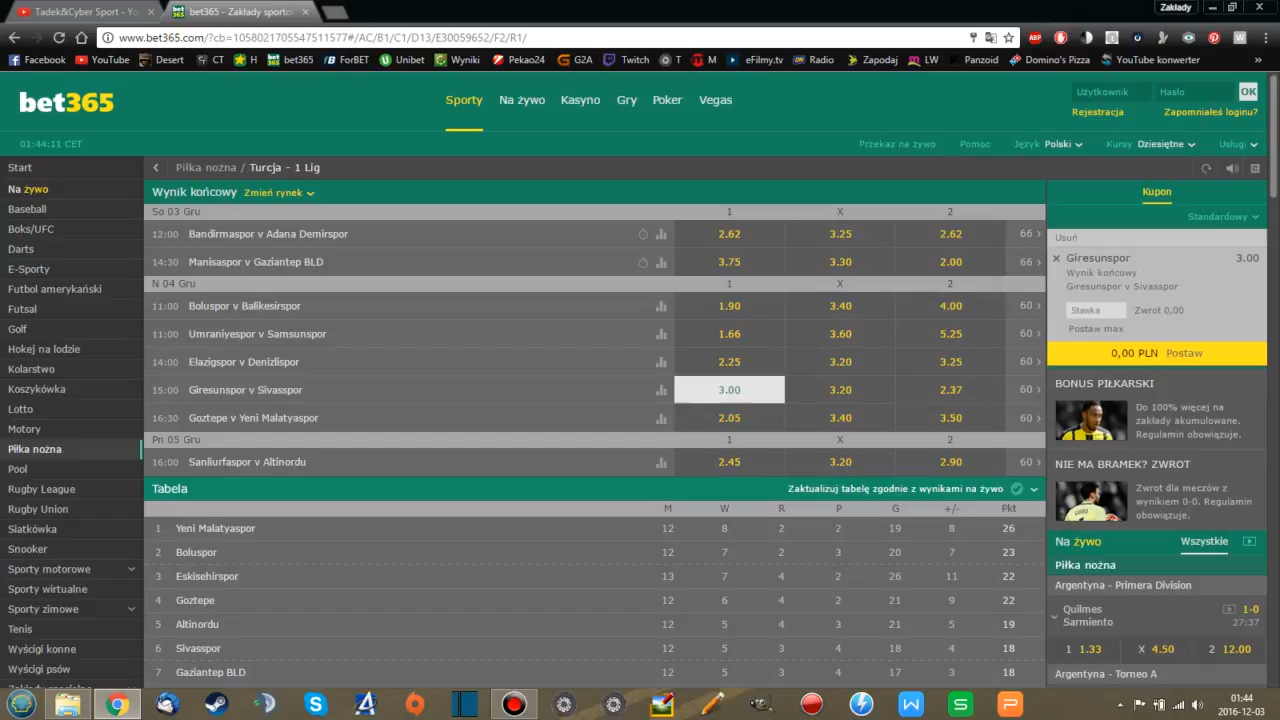 Tadek&Cyber Sport - Yo
bet365 - Zakłady sportow
Zakłady
www.bet365.com/?cb=1058021705547511577#/AC/B1/C1/D13/E30059652/F2/R1/
Facebook YouTube Desert CT H bet365 ForBET Unibet Wyniki Pekao24 G2A Twitch T M eFilmy.tv Radio Zapodaj LW Panzoid Domino's Pizza YouTube konwerter »
bet365
Sporty Na żywo Kasyno Gry Poker Vegas
Użytkownik Hasło OK
Rejestracja Zapomniałeś loginu?
01:44:11 CET
Przekaz na żywo Pomoc Język Polski Kursy Dziesiętne Usługi
Start
Na żywo
Baseball
Boks/UFC
Darts
E-Sporty
Futbol amerykański
Futsal
Golf
Hokej na lodzie
Kolarstwo
Koszykówka
Lotto
Motory
Piłka nożna
Pool
Rugby League
Rugby Union
Siatkówka
Snooker
Sporty motorowe
Sporty wirtualne
Sporty zimowe
Tenis
Wyścigi konne
Wyścigi psów
Piłka nożna / Turcja - 1 Lig
Wynik końcowy Zmień rynek
So 03 Gru 1 X 2
12:00 Bandirmaspor v Adana Demirspor 2.62 3.25 2.62 66
14:30 Manisaspor v Gaziantep BLD 3.75 3.30 2.00 66
N 04 Gru 1 X 2
11:00 Boluspor v Balikesirspor 1.90 3.40 4.00 60
11:00 Umraniyespor v Samsunspor 1.66 3.60 5.25 60
14:00 Elazigspor v Denizlispor 2.25 3.20 3.25 60
15:00 Giresunspor v Sivasspor 3.00 3.20 2.37 60
16:30 Goztepe v Yeni Malatyaspor 2.05 3.40 3.50 60
Pn 05 Gru 1 X 2
16:00 Sanliurfaspor v Altinordu 2.45 3.20 2.90 60
Tabela Zaktualizuj tabelę zgodnie z wynikami na żywo
M W R P G +/- Pkt
1 Yeni Malatyaspor 12 8 2 2 19 8 26
2 Boluspor 12 7 2 3 20 7 23
3 Eskisehirspor 13 7 4 2 26 11 22
4 Goztepe 12 6 4 2 21 9 22
5 Altinordu 12 5 4 3 21 5 19
6 Sivasspor 12 5 3 4 18 4 18
7 Gaziantep BLD 12 5 3 4 17 3 18
Kupon
Standardowy
Usuń
Giresunspor 3.00
Wynik końcowy
Giresunspor v Sivasspor
Stawka Zwrot 0,00
Postaw max
0,00 PLN Postaw
BONUS PIŁKARSKI
Do 100% więcej na
zakłady akumulowane.
Regulamin obowiązuje.
NIE MA BRAMEK? ZWROT
Zwrot dla meczów z
wynikiem 0-0. Regulamin
obowiązuje.
Na żywo Wszystkie
Piłka nożna
Argentyna - Primera Division
Quilmes 1-0
Sarmiento 27:37
1 1.33 X 4.50 2 12.00
Argentyna - Torneo A
01:44
2016-12-03